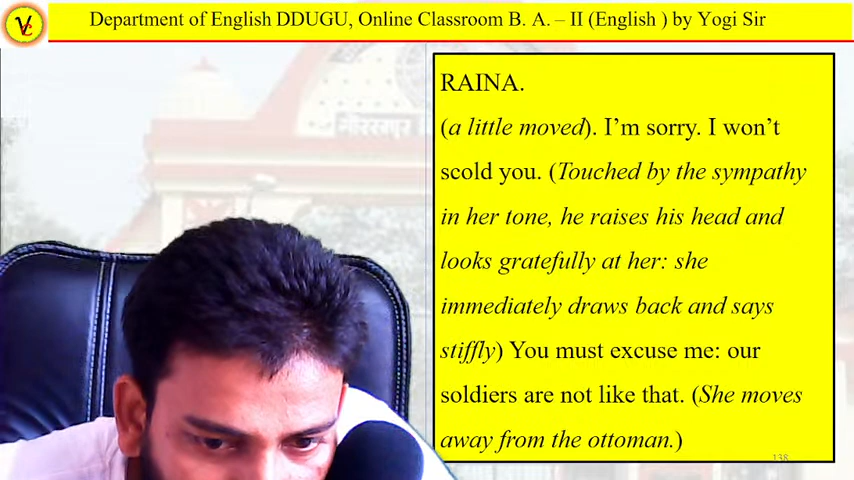 Department of English DDUGU, Online Classroom B. A. – II (English ) by Yogi Sir
RAINA.
(a little moved). I'm sorry. I won't
scold you. (Touched by the sympathy
in her tone, he raises his head and
looks gratefully at her: she
immediately draws back and says
stiffly) You must excuse me: our
soldiers are not like that. (She moves
away from the ottoman.)
138